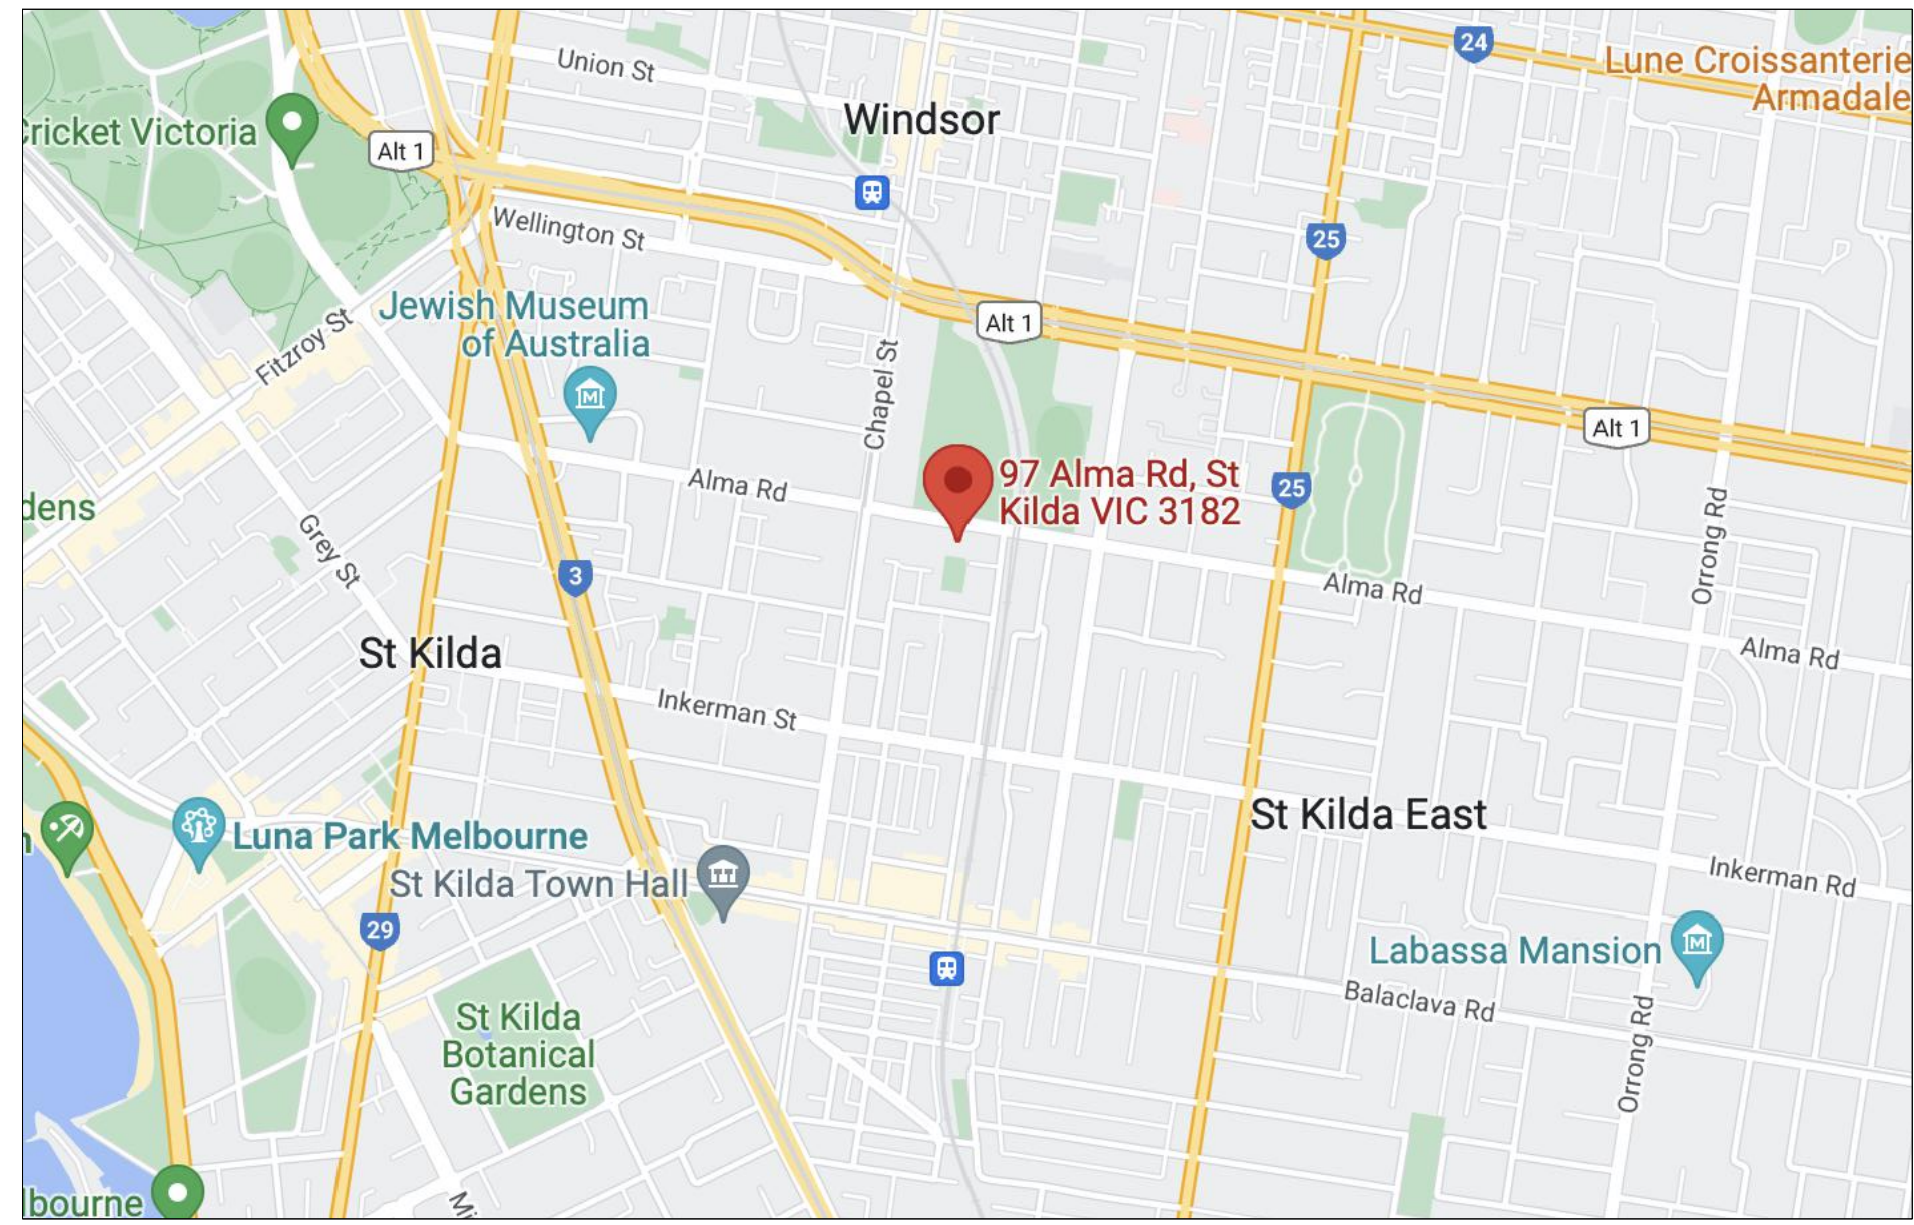 24
Lune Croissanterie
Armadale
Union St
Cricket Victoria
Windsor
Alt 1
Wellington St
25
Jewish Museum
of Australia
Fitzroy St
Alt 1
Chapel St
Alt 1
97 Alma Rd, St
Kilda VIC 3182
Alma Rd
25
dens
Grey St
Orrong Rd
3
Alma Rd
St Kilda
Alma Rd
Inkerman St
St Kilda East
Luna Park Melbourne
St Kilda Town Hall
Inkerman Rd
29
Labassa Mansion
Balaclava Rd
St Kilda
Botanical
Gardens
Orrong Rd
lbourne
Mi